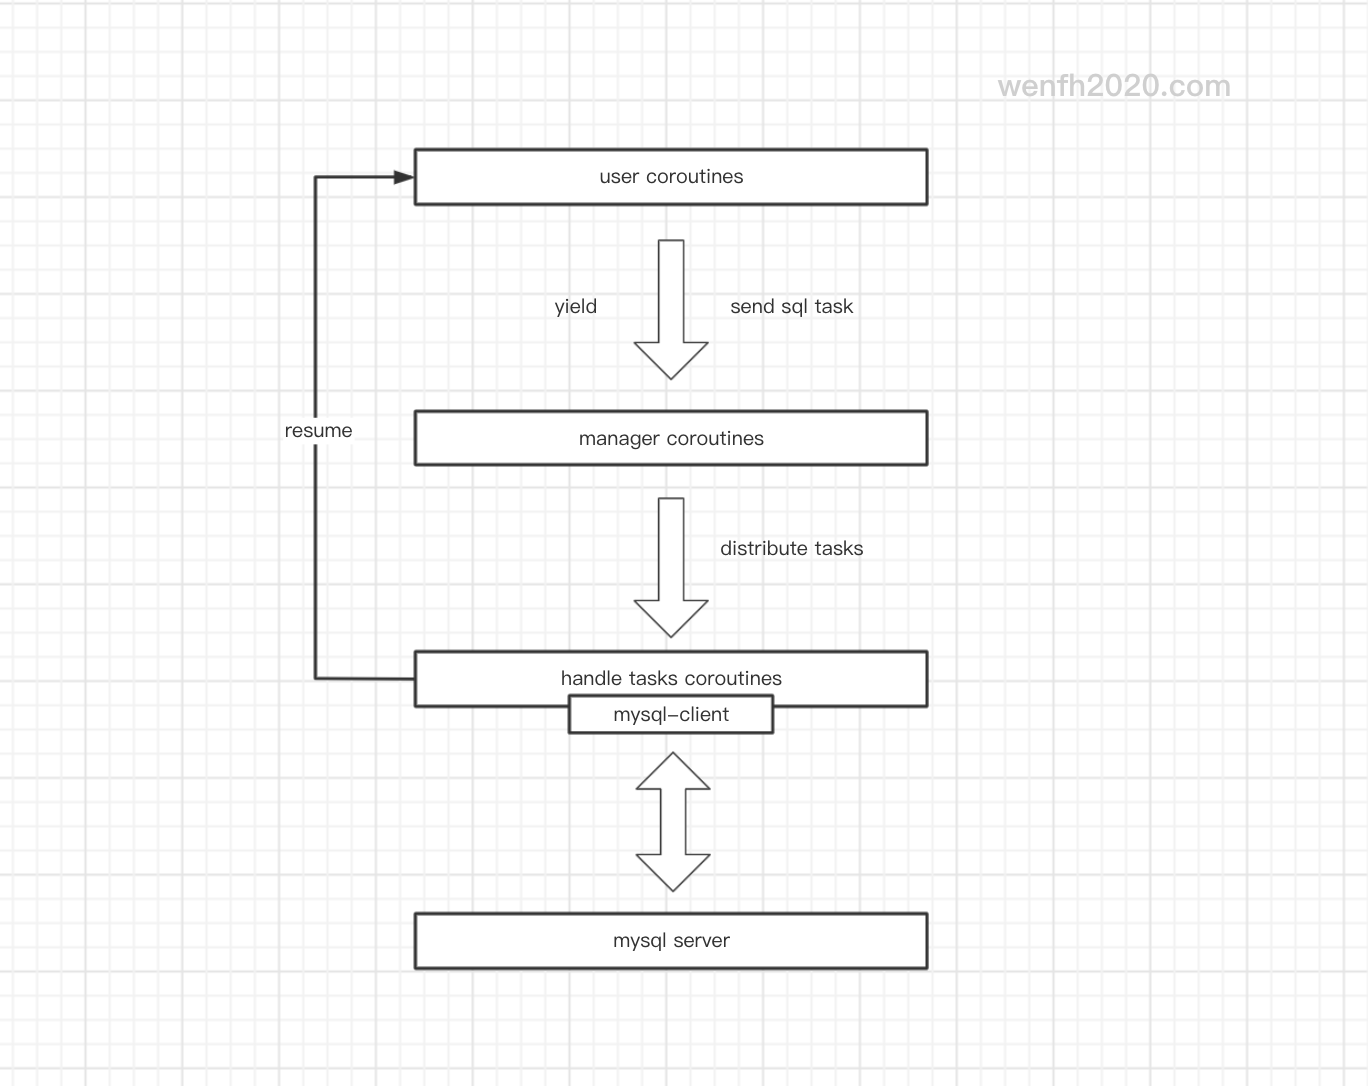 wenfh2020.com
user coroutines
yield
send sql task
resume
manager coroutines
distribute tasks
handle tasks coroutines
mysql-client
mysql server